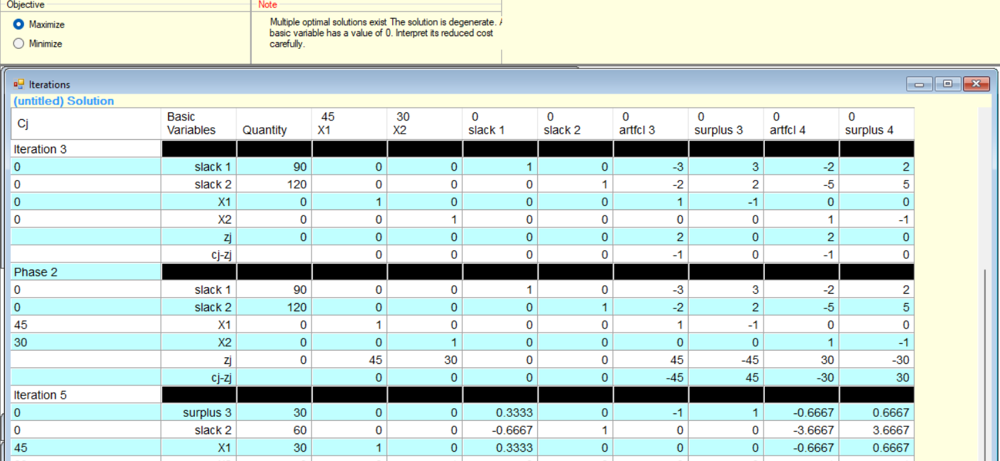 Objective
Note
Maximize
Minimize
Multiple optimal solutions exist The solution is degenerate. A
basic variable has a value of 0. Interpret its reduced cost
carefully.
Iterations
(untitled) Solution
Cj Basic Variables Quantity 45 X1 30 X2 0 slack 1 0 slack 2 0 artfcl 3 0 surplus 3 0 artfcl 4 0 surplus 4
Iteration 3
0 slack 1 90 0 0 1 0 -3 3 -2 2
0 slack 2 120 0 0 0 1 -2 2 -5 5
0 X1 0 1 0 0 0 1 -1 0 0
0 X2 0 0 1 0 0 0 0 1 -1
zj 0 0 0 0 0 2 0 2 0
cj-zj 0 0 0 0 -1 0 -1 0
Phase 2
0 slack 1 90 0 0 1 0 -3 3 -2 2
0 slack 2 120 0 0 0 1 -2 2 -5 5
45 X1 0 1 0 0 0 1 -1 0 0
30 X2 0 0 1 0 0 0 0 1 -1
zj 0 45 30 0 0 45 -45 30 -30
cj-zj 0 0 0 0 -45 45 -30 30
Iteration 5
0 surplus 3 30 0 0 0.3333 0 -1 1 -0.6667 0.6667
0 slack 2 60 0 0 -0.6667 1 0 0 -3.6667 3.6667
45 X1 30 1 0 0.3333 0 0 0 -0.6667 0.6667